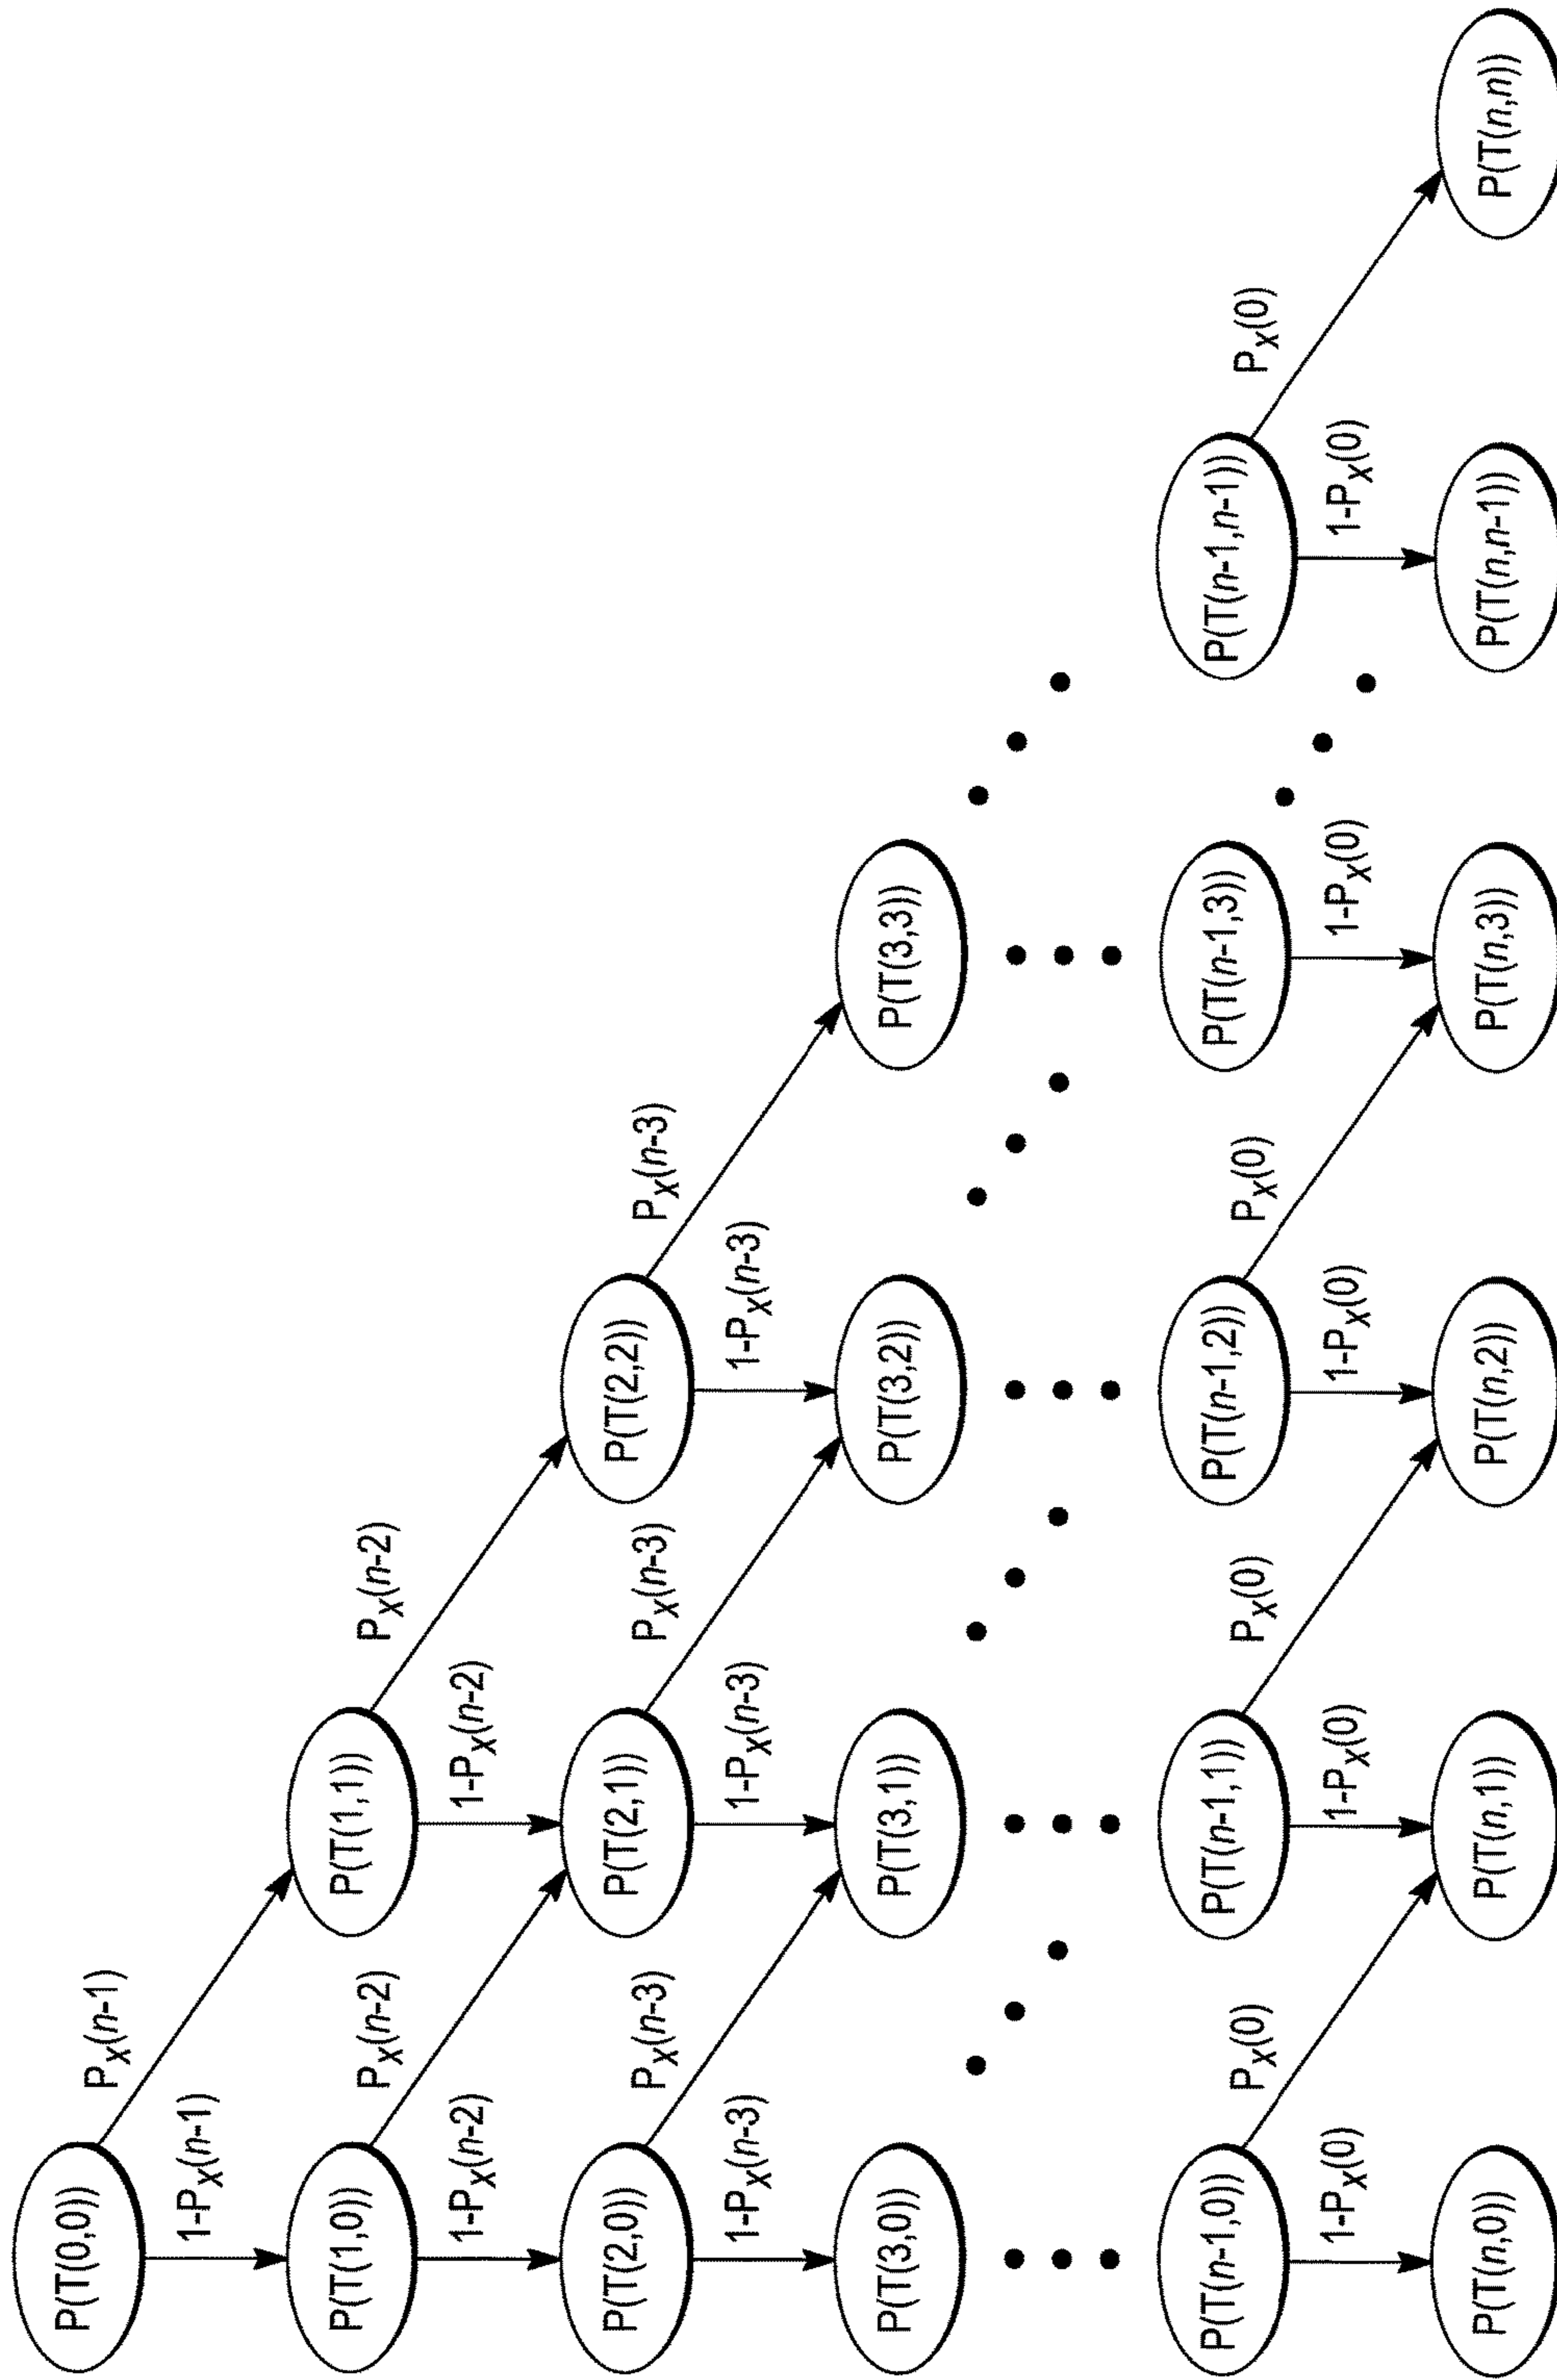 P(T(0,0))
P_X(n-1)
1-P_X(n-1)
P(T(1,0)) P(T(1,1))
P_X(n-2) P_X(n-2)
1-P_X(n-2) 1-P_X(n-2)
P(T(2,0)) P(T(2,1)) P(T(2,2))
P_X(n-3) P_X(n-3) P_X(n-3)
1-P_X(n-3) 1-P_X(n-3) 1-P_X(n-3)
P(T(3,0)) P(T(3,1)) P(T(3,2)) P(T(3,3))
P(T(n-1,0)) P(T(n-1,1)) P(T(n-1,2)) P(T(n-1,3)) P(T(n-1,n-1))
P_X(0) P_X(0) P_X(0) P_X(0)
1-P_X(0) 1-P_X(0) 1-P_X(0) 1-P_X(0) 1-P_X(0)
P(T(n,0)) P(T(n,1)) P(T(n,2)) P(T(n,3)) P(T(n,n-1)) P(T(n,n))